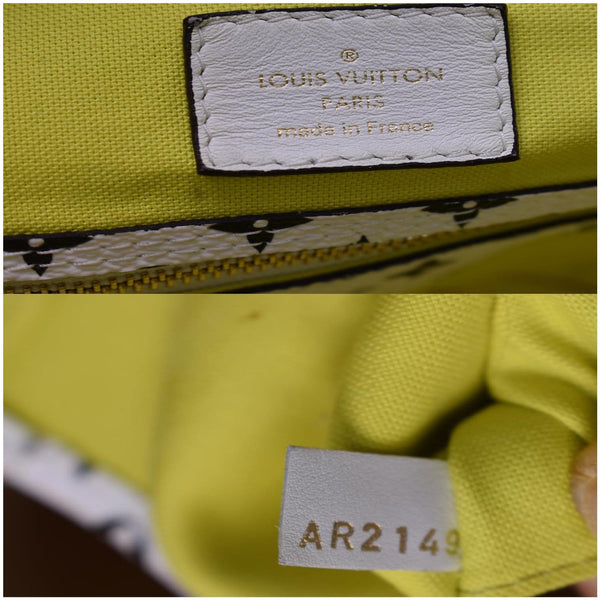 ®
LOUIS VUITTON
PARIS
made in France
AR2149